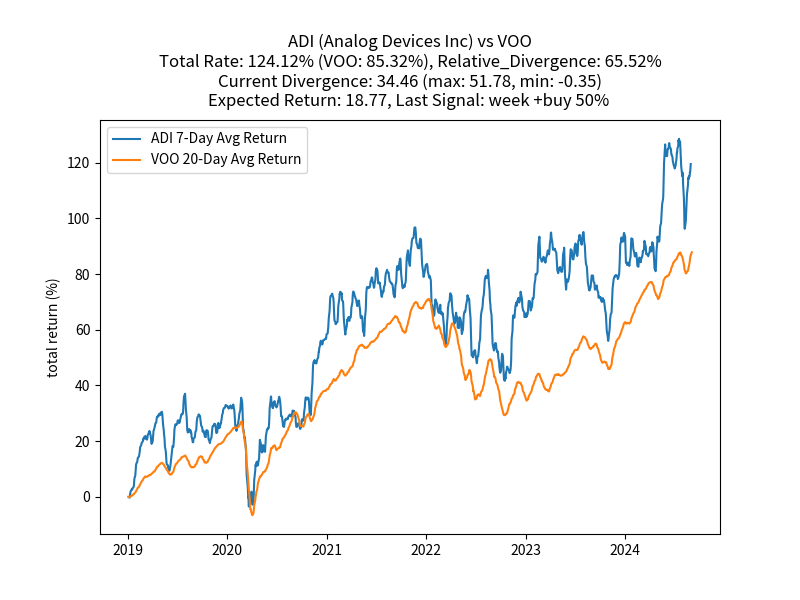 ADI (Analog Devices Inc) vs VOO
Total Rate: 124.12% (VOO: 85.32%), Relative_Divergence: 65.52%
Current Divergence: 34.46 (max: 51.78, min: -0.35)
Expected Return: 18.77, Last Signal: week +buy 50%
ADI 7-Day Avg Return
VOO 20-Day Avg Return
total return (%)
120
100
80
60
40
20
0
2019 2020 2021 2022 2023 2024